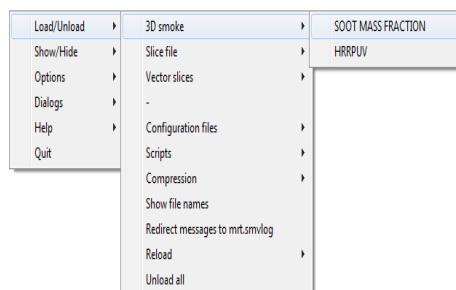 Load/Unload
Show/Hide
Options
Dialogs
Help
Quit
3D smoke
Slice file
Vector slices
-
Configuration files
Scripts
Compression
Show file names
Redirect messages to mrt.smvlog
Reload
Unload all
SOOT MASS FRACTION
HRRPUV